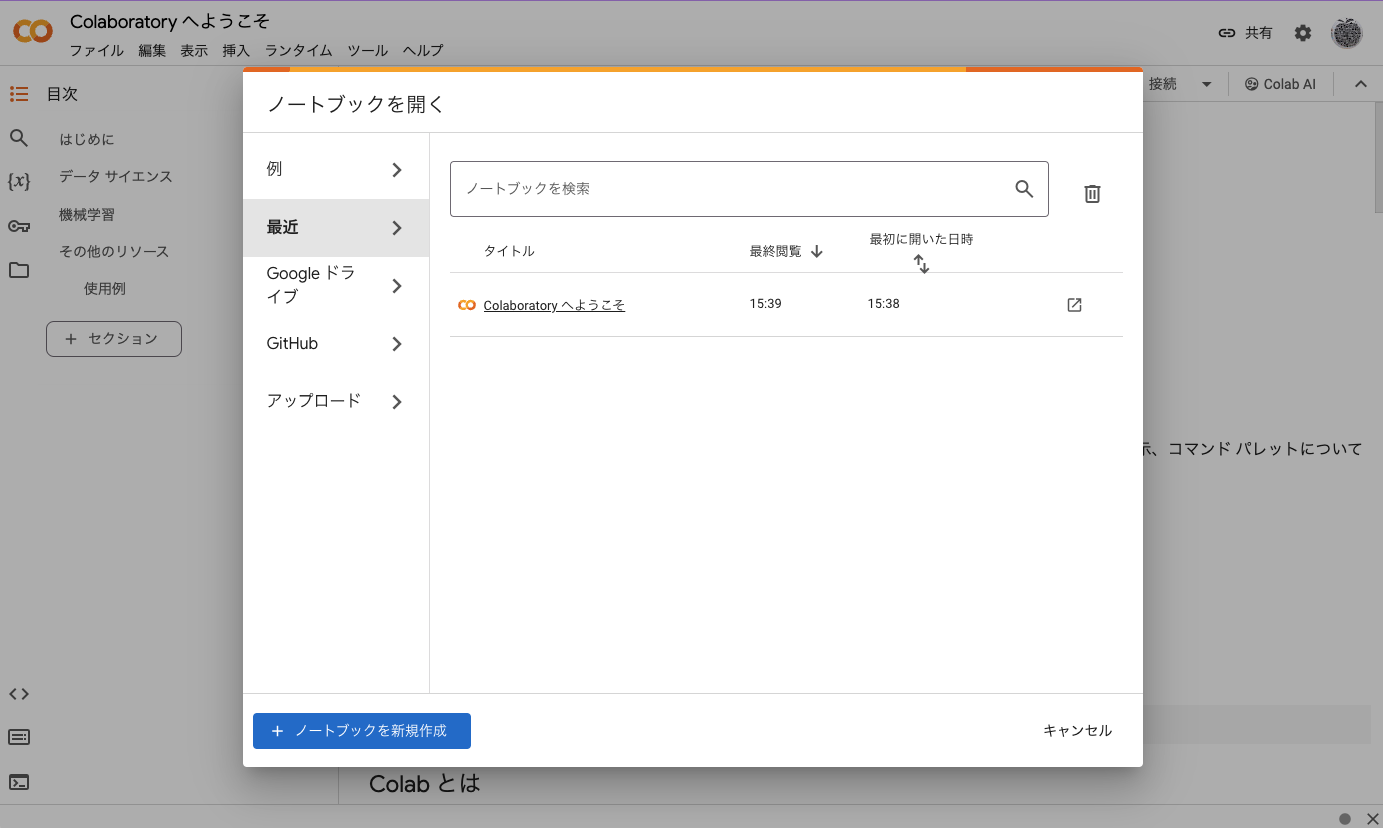 Colaboratory へようこそ
ファイル 編集 表示 挿入 ランタイム ツール ヘルプ
共有
目次
はじめに
データ サイエンス
機械学習
その他のリソース
使用例
+ セクション
接続
Colab AI
ノートブックを開く
例
最近
Google ドラ
イブ
GitHub
アップロード
ノートブックを検索
タイトル 最終閲覧 最初に開いた日時
Colaboratory へようこそ 15:39 15:38
示、コマンド パレットについて
+ ノートブックを新規作成
キャンセル
Colab とは